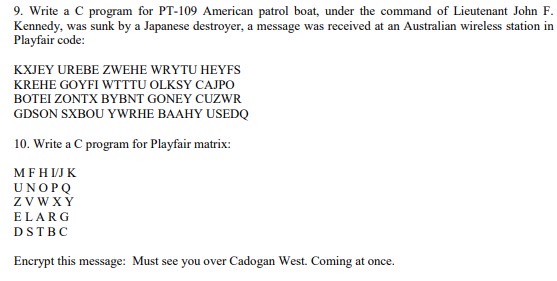 9. Write a C program for PT-109 American patrol boat, under the command of Lieutenant John F.
Kennedy, was sunk by a Japanese destroyer, a message was received at an Australian wireless station in
Playfair code:
KXJEY UREBE ZWEHE WRYTU HEYFS
KREHE GOYFI WTTTU OLKSY CAJPO
BOTEI ZONTX BYBNT GONEY CUZWR
GDSON SXBOU YWRHE BAAHY USEDQ
10. Write a C program for Playfair matrix:
M F H I/J K
U N O P Q
Z V W X Y
E L A R G
D S T B C
Encrypt this message: Must see you over Cadogan West. Coming at once.